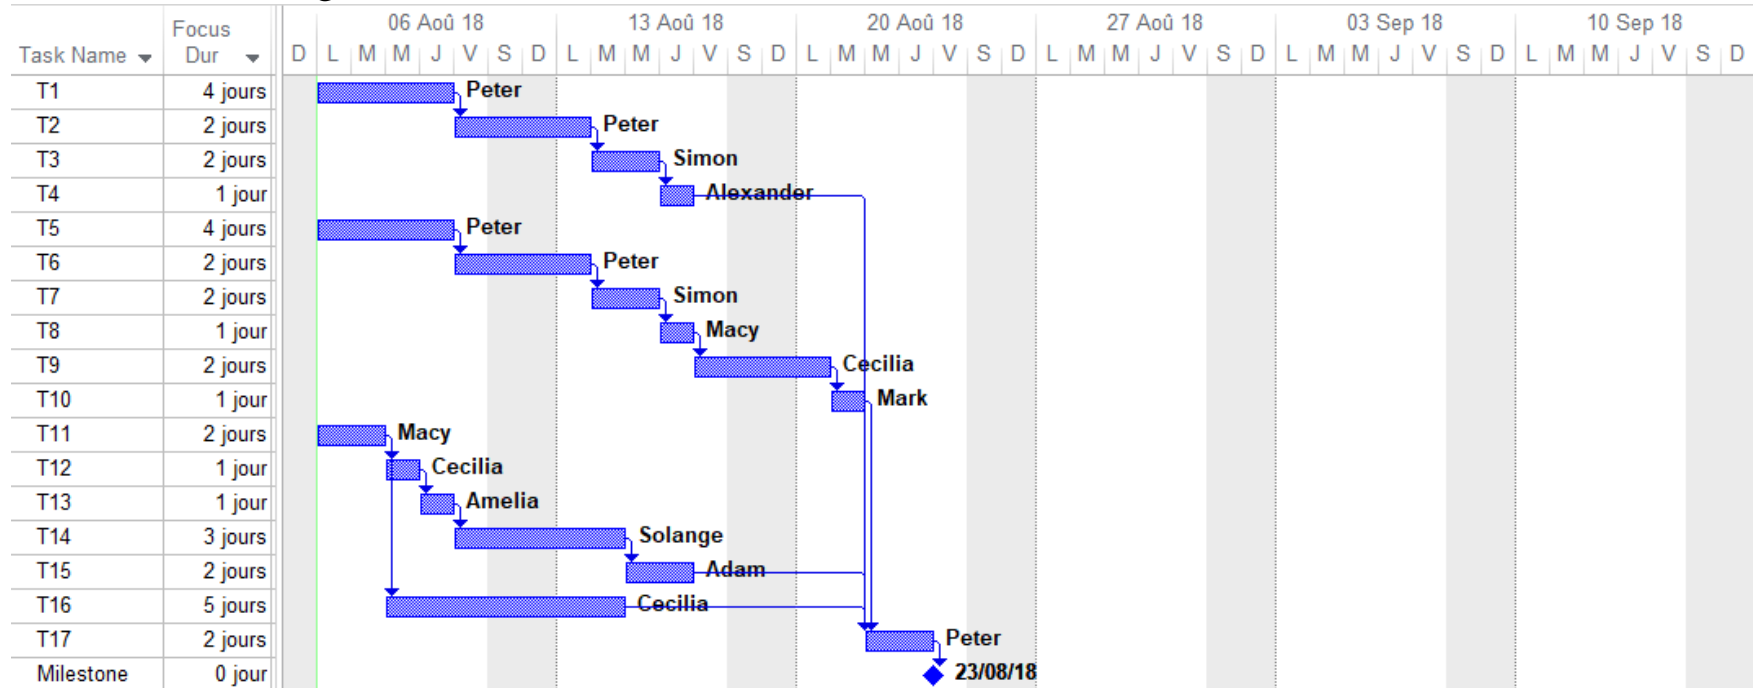 06 Aoû 18 13 Aoû 18 20 Aoû 18 27 Aoû 18 03 Sep 18 10 Sep 18
Task Name Focus Dur D L M M J V S D L M M J V S D L M M J V S D L M M J V S D L M M J V S D L M M J V S D
T1 4 jours Peter
T2 2 jours Peter
T3 2 jours Simon
T4 1 jour Alexander
T5 4 jours Peter
T6 2 jours Peter
T7 2 jours Simon
T8 1 jour Macy
T9 2 jours Cecilia
T10 1 jour Mark
T11 2 jours Macy
T12 1 jour Cecilia
T13 1 jour Amelia
T14 3 jours Solange
T15 2 jours Adam
T16 5 jours Cecilia
T17 2 jours Peter
Milestone 0 jour 23/08/18